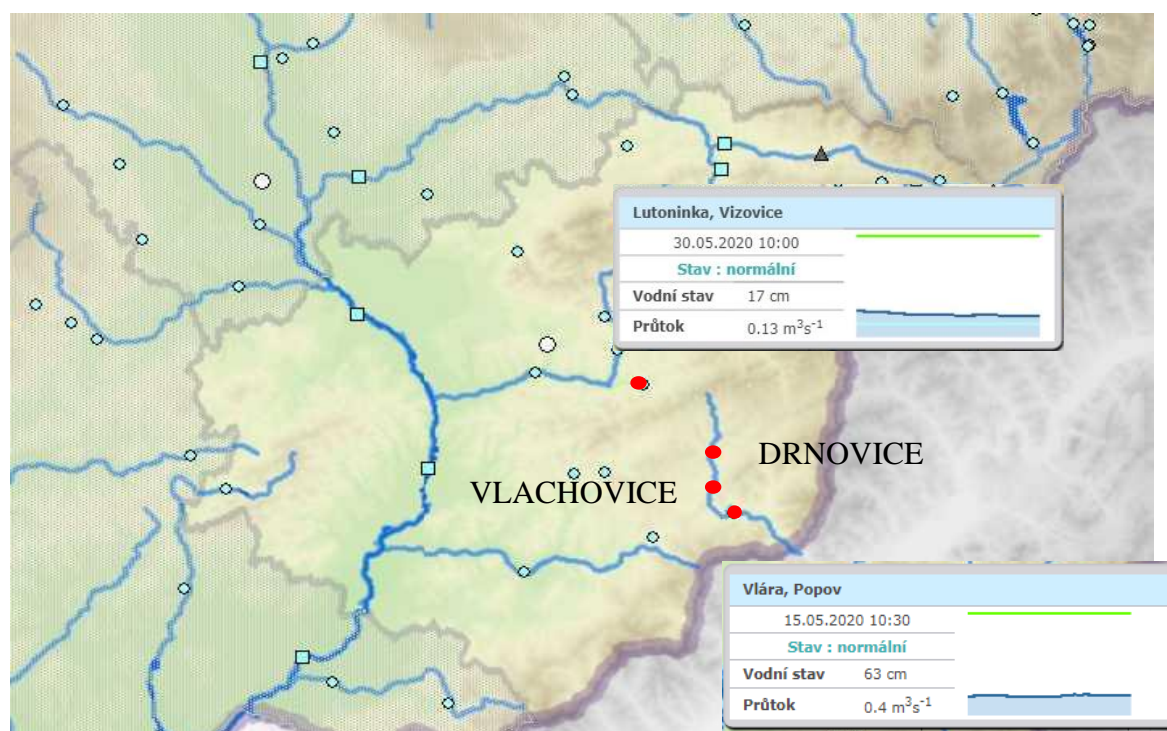 Lutoninka, Vizovice
30.05.2020 10:00
Stav : normální
Vodní stav 17 cm
Průtok 0.13 m³s⁻¹
DRNOVICE
VLACHOVICE
Vlára, Popov
15.05.2020 10:30
Stav : normální
Vodní stav 63 cm
Průtok 0.4 m³s⁻¹